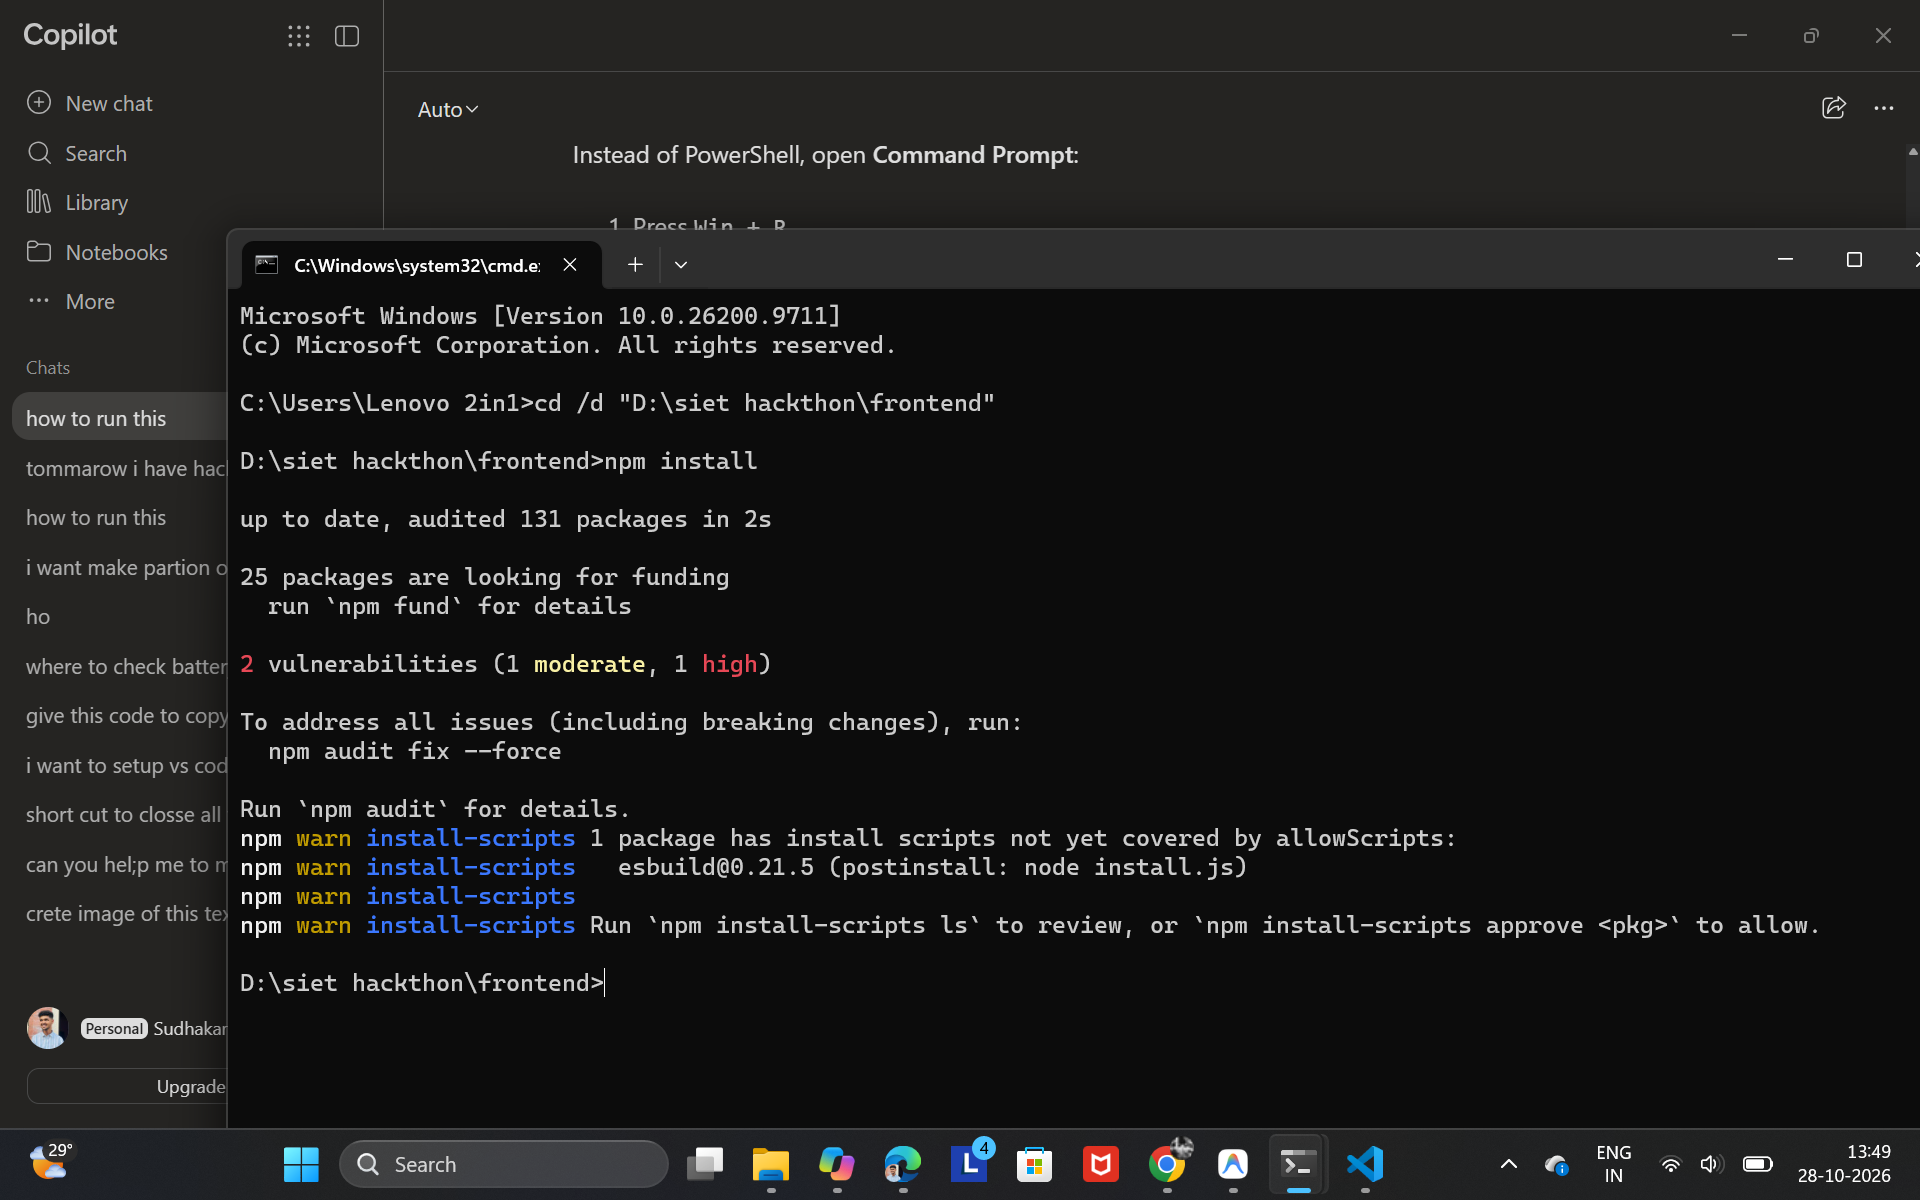 Copilot
New chat
Search
Library
Notebooks
More
Chats
how to run this
tommarow i have hac
how to run this
i want make partion o
ho
where to check batter
give this code to copy
i want to setup vs cod
short cut to closse all
can you hel;p me to m
crete image of this tex
Personal Sudhakar
Upgrade
Auto
Instead of PowerShell, open Command Prompt:
1 Press Win + R
C:\Windows\system32\cmd.e
Microsoft Windows [Version 10.0.26200.9711]
(c) Microsoft Corporation. All rights reserved.
C:\Users\Lenovo 2in1>cd /d "D:\siet hackthon\frontend"
D:\siet hackthon\frontend>npm install
up to date, audited 131 packages in 2s
25 packages are looking for funding
run `npm fund` for details
2 vulnerabilities (1 moderate, 1 high)
To address all issues (including breaking changes), run:
npm audit fix --force
Run `npm audit` for details.
npm warn install-scripts 1 package has install scripts not yet covered by allowScripts:
npm warn install-scripts   esbuild@0.21.5 (postinstall: node install.js)
npm warn install-scripts
npm warn install-scripts Run `npm install-scripts ls` to review, or `npm install-scripts approve <pkg>` to allow.
D:\siet hackthon\frontend>
29°
Search
L
4
ENG
IN
13:49
28-10-2026